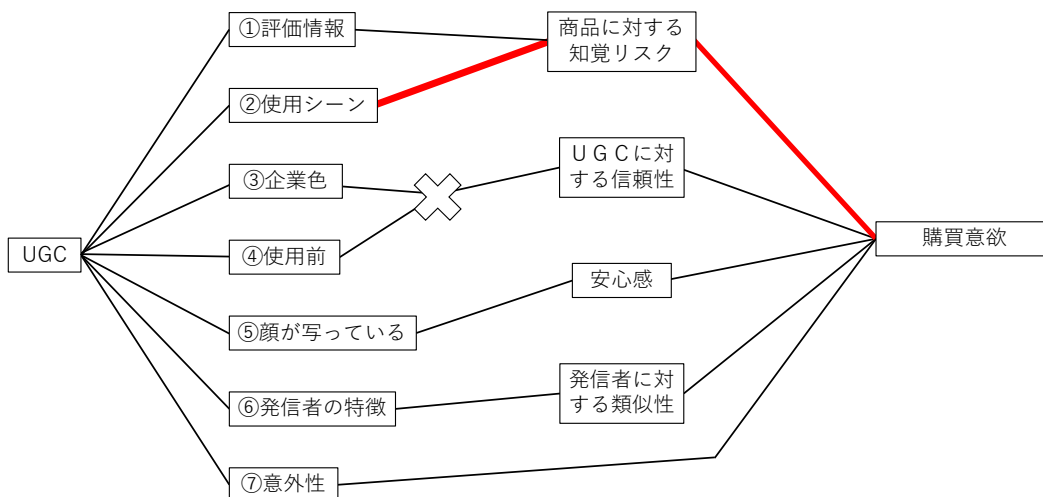 ①評価情報
商品に対する
知覚リスク
②使用シーン
ＵＧＣに対
する信頼性
③企業色
購買意欲
UGC
④使用前
安心感
⑤顔が写っている
発信者に対
する類似性
⑥発信者の特徴
⑦意外性